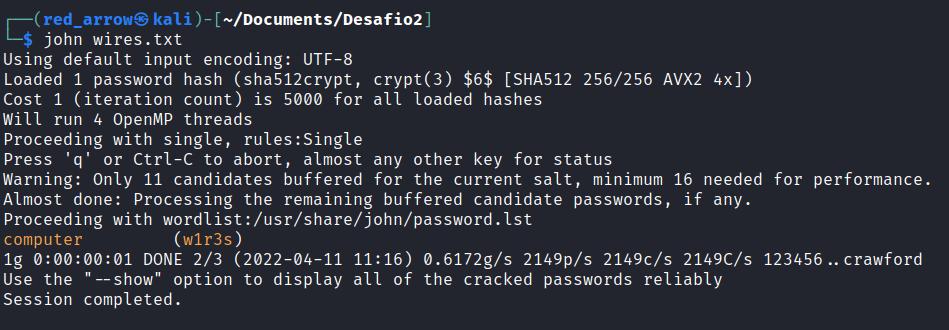 ┌──(red_arrow㉿kali)-[~/Documents/Desafio2]
└─$ john wires.txt
Using default input encoding: UTF-8
Loaded 1 password hash (sha512crypt, crypt(3) $6$ [SHA512 256/256 AVX2 4x])
Cost 1 (iteration count) is 5000 for all loaded hashes
Will run 4 OpenMP threads
Proceeding with single, rules:Single
Press 'q' or Ctrl-C to abort, almost any other key for status
Warning: Only 11 candidates buffered for the current salt, minimum 16 needed for performance.
Almost done: Processing the remaining buffered candidate passwords, if any.
Proceeding with wordlist:/usr/share/john/password.lst
computer         (w1r3s)
1g 0:00:00:01 DONE 2/3 (2022-04-11 11:16) 0.6172g/s 2149p/s 2149c/s 2149C/s 123456..crawford
Use the "--show" option to display all of the cracked passwords reliably
Session completed.